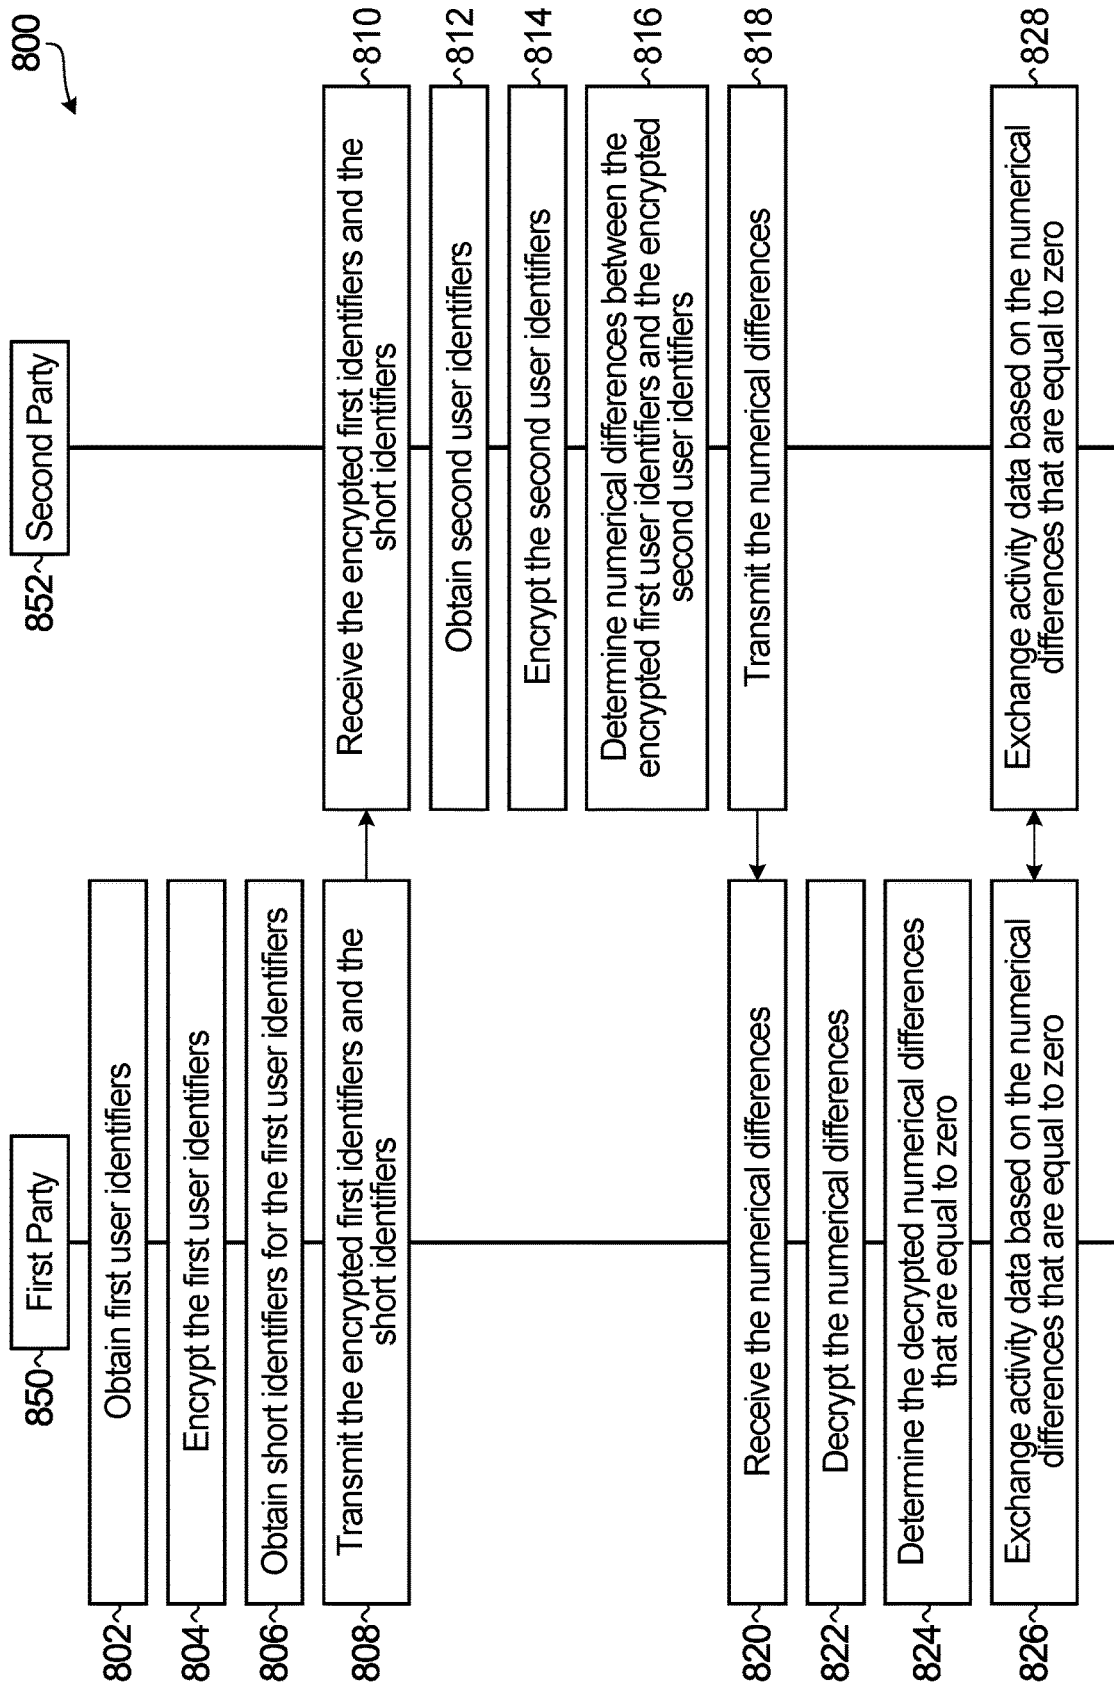 800
850 First Party
852 Second Party
802 Obtain first user identifiers
804 Encrypt the first user identifiers
806 Obtain short identifiers for the first user identifiers
808 Transmit the encrypted first identifiers and the
short identifiers
810 Receive the encrypted first identifiers and the
short identifiers
812 Obtain second user identifiers
814 Encrypt the second user identifiers
816 Determine numerical differences between the
encrypted first user identifiers and the encrypted
second user identifiers
818 Transmit the numerical differences
820 Receive the numerical differences
822 Decrypt the numerical differences
824 Determine the decrypted numerical differences
that are equal to zero
826 Exchange activity data based on the numerical
differences that are equal to zero
828 Exchange activity data based on the numerical
differences that are equal to zero